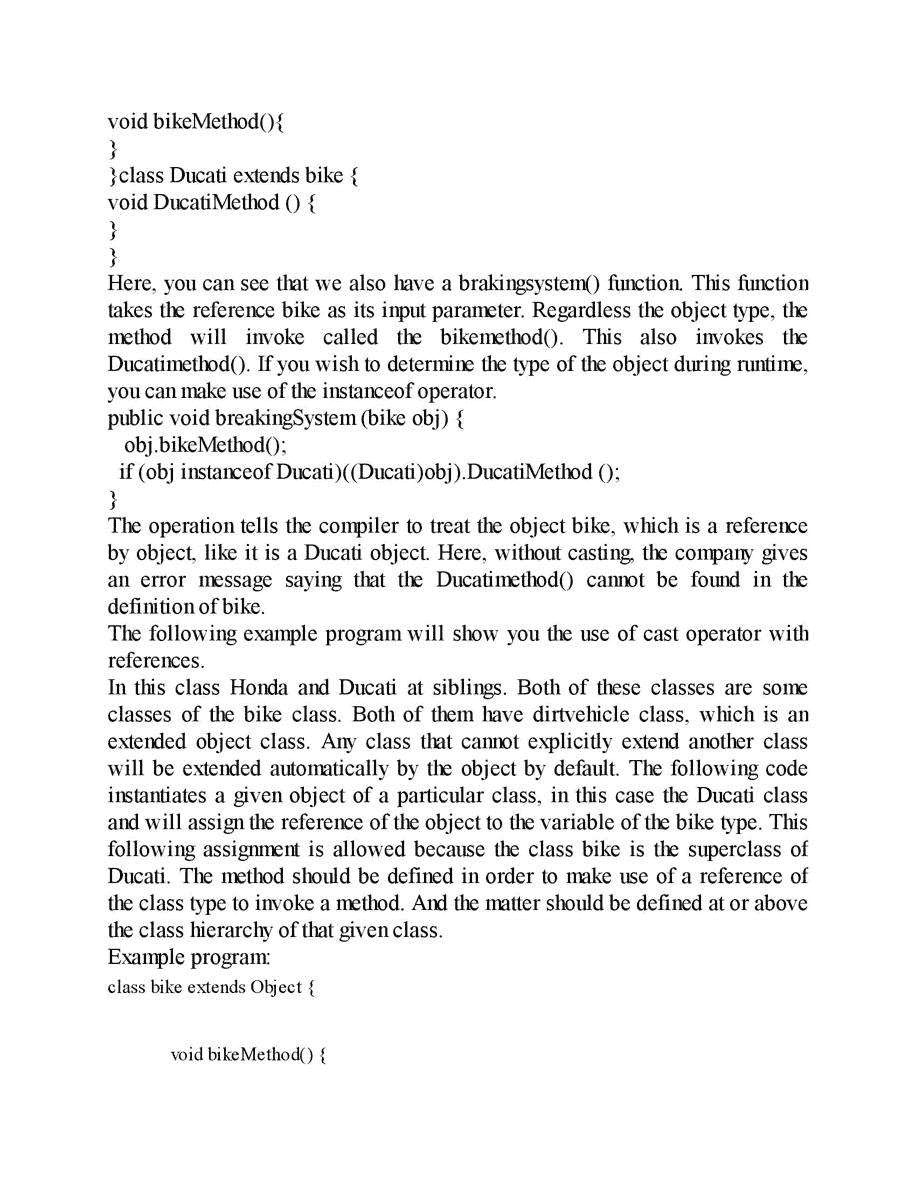 void bikeMethod(){
}
}class Ducati extends bike {
void DucatiMethod () {
}
}
Here, you can see that we also have a brakingsystem() function. This function
takes the reference bike as its input parameter. Regardless the object type, the
method will invoke called the bikemethod(). This also invokes the
Ducatimethod(). If you wish to determine the type of the object during runtime,
you can make use of the instanceof operator.
public void breakingSystem (bike obj) {
obj.bikeMethod();
if (obj instanceof Ducati)((Ducati)obj).DucatiMethod ();
}
The operation tells the compiler to treat the object bike, which is a reference
by object, like it is a Ducati object. Here, without casting, the company gives
an error message saying that the Ducatimethod() cannot be found in the
definition of bike.
The following example program will show you the use of cast operator with
references.
In this class Honda and Ducati at siblings. Both of these classes are some
classes of the bike class. Both of them have dirtvehicle class, which is an
extended object class. Any class that cannot explicitly extend another class
will be extended automatically by the object by default. The following code
instantiates a given object of a particular class, in this case the Ducati class
and will assign the reference of the object to the variable of the bike type. This
following assignment is allowed because the class bike is the superclass of
Ducati. The method should be defined in order to make use of a reference of
the class type to invoke a method. And the matter should be defined at or above
the class hierarchy of that given class.
Example program:
class bike extends Object {
void bikeMethod() {